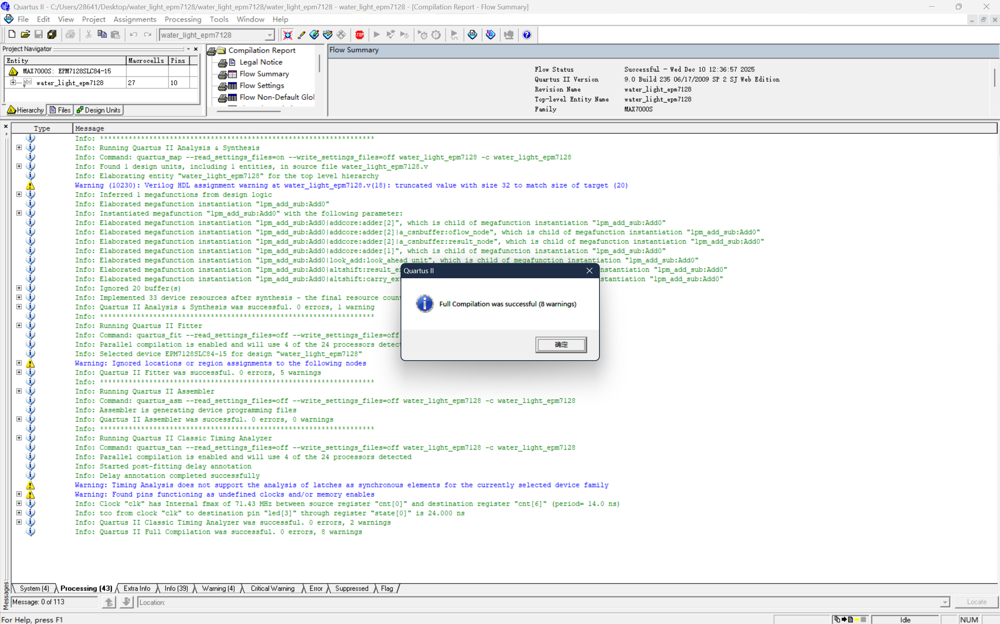 Quartus II - C:/Users/28641/Desktop/water_light_epm7128/water_light_epm7128/water_light_epm7128 - water_light_epm7128 - [Compilation Report - Flow Summary]
File Edit View Project Assignments Processing Tools Window Help
water_light_epm7128
STOP
Project Navigator
Entity Macrocells Pins
MAX7000S: EPM7128SLC84-15
water_light_epm7128 27 10
Hierarchy Files Design Units
Compilation Report
Legal Notice
Flow Summary
Flow Settings
Flow Non-Default Glo
Flow Summary
Flow Status Successful - Wed Dec 10 12:36:57 2025
Quartus II Version 9.0 Build 235 06/17/2009 SP 2 SJ Web Edition
Revision Name water_light_epm7128
Top-level Entity Name water_light_epm7128
Family MAX7000S
Type Message
Info: *******************************************************************
Info: Running Quartus II Analysis & Synthesis
Info: Command: quartus_map --read_settings_files=on --write_settings_files=off water_light_epm7128 -c water_light_epm7128
Info: Found 1 design units, including 1 entities, in source file water_light_epm7128.v
Info: Elaborating entity "water_light_epm7128" for the top level hierarchy
Warning (10230): Verilog HDL assignment warning at water_light_epm7128.v(18): truncated value with size 32 to match size of target (20)
Info: Inferred 1 megafunctions from design logic
Info: Elaborated megafunction instantiation "lpm_add_sub:Add0"
Info: Instantiated megafunction "lpm_add_sub:Add0" with the following parameter:
Info: Elaborated megafunction instantiation "lpm_add_sub:Add0|addcore:adder[2]", which is child of megafunction instantiation "lpm_add_sub:Add0"
Info: Elaborated megafunction instantiation "lpm_add_sub:Add0|addcore:adder[2]|a_csnbuffer:oflow_node", which is child of megafunction instantiation "lpm_add_sub:Add0"
Info: Elaborated megafunction instantiation "lpm_add_sub:Add0|addcore:adder[2]|a_csnbuffer:result_node", which is child of megafunction instantiation "lpm_add_sub:Add0"
Info: Elaborated megafunction instantiation "lpm_add_sub:Add0|addcore:adder[1]", which is child of megafunction instantiation "lpm_add_sub:Add0"
Info: Elaborated megafunction instantiation "lpm_add_sub:Add0|look_add:look_ahead_unit", which is child of megafunction instantiation "lpm_add_sub:Add0"
Info: Elaborated megafunction instantiation "lpm_add_sub:Add0|altshift:result_e nstantiation "lpm_add_sub:Add0"
Info: Elaborated megafunction instantiation "lpm_add_sub:Add0|altshift:carry_ex stantiation "lpm_add_sub:Add0"
Info: Ignored 20 buffer(s)
Info: Implemented 33 device resources after synthesis - the final resource coun
Info: Quartus II Analysis & Synthesis was successful. 0 errors, 1 warning
Info: *******************************************************************
Info: Running Quartus II Fitter
Info: Command: quartus_fit --read_settings_files=off --write_settings_files=off
Info: Parallel compilation is enabled and will use 4 of the 24 processors detec
Info: Selected device EPM7128SLC84-15 for design "water_light_epm7128"
Warning: Ignored locations or region assignments to the following nodes
Info: Quartus II Fitter was successful. 0 errors, 5 warnings
Info: *******************************************************************
Info: Running Quartus II Assembler
Info: Command: quartus_asm --read_settings_files=off --write_settings_files=off water_light_epm7128 -c water_light_epm7128
Info: Assembler is generating device programming files
Info: Quartus II Assembler was successful. 0 errors, 0 warnings
Info: *******************************************************************
Info: Running Quartus II Classic Timing Analyzer
Info: Command: quartus_tan --read_settings_files=off --write_settings_files=off water_light_epm7128 -c water_light_epm7128
Info: Parallel compilation is enabled and will use 4 of the 24 processors detected
Info: Started post-fitting delay annotation
Info: Delay annotation completed successfully
Warning: Timing Analysis does not support the analysis of latches as synchronous elements for the currently selected device family
Warning: Found pins functioning as undefined clocks and/or memory enables
Info: Clock "clk" has Internal fmax of 71.43 MHz between source register "cnt[0]" and destination register "cnt[6]" (period= 14.0 ns)
Info: tco from clock "clk" to destination pin "led[3]" through register "state[0]" is 24.000 ns
Info: Quartus II Classic Timing Analyzer was successful. 0 errors, 2 warnings
Info: Quartus II Full Compilation was successful. 0 errors, 8 warnings
Quartus II
Full Compilation was successful (8 warnings)
确定
System (4) Processing (43) Extra Info Info (39) Warning (4) Critical Warning Error Suppressed Flag
Messages
Message: 0 of 113 Location: Locate
For Help, press F1 Idle NUM